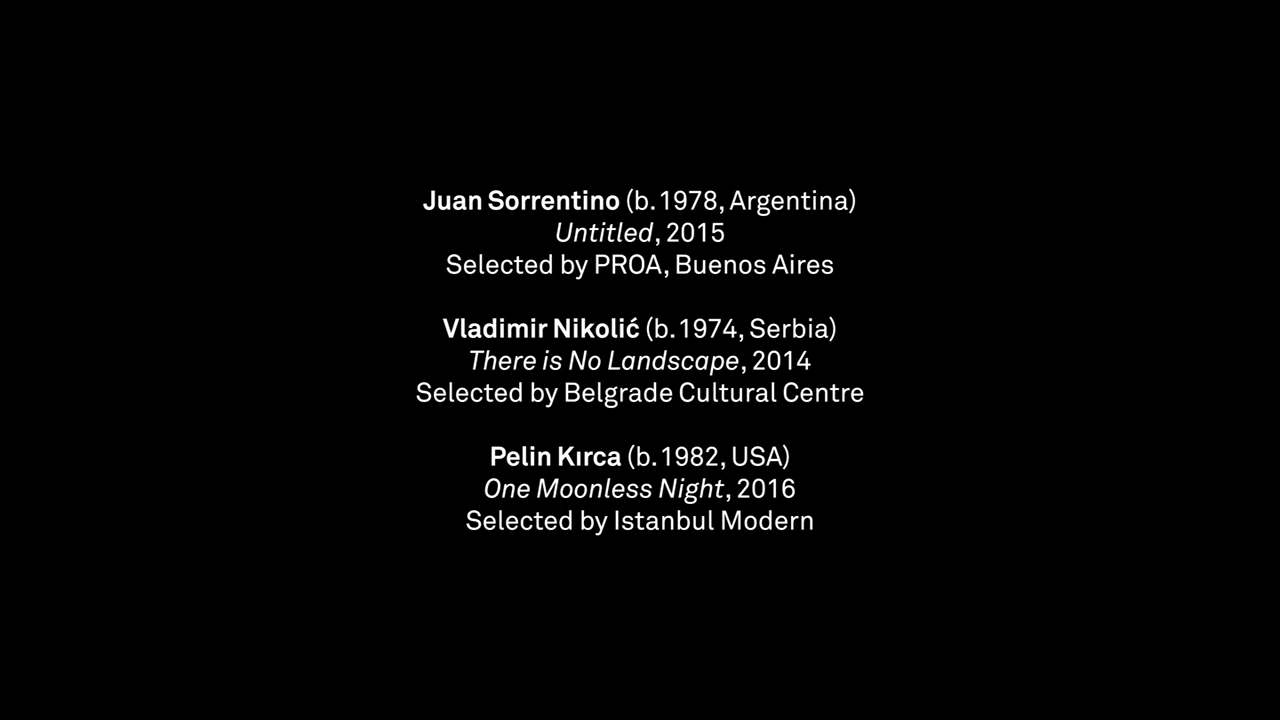 Juan Sorrentino (b.1978, Argentina)
Untitled, 2015
Selected by PROA, Buenos Aires
Vladimir Nikolić (b.1974, Serbia)
There is No Landscape, 2014
Selected by Belgrade Cultural Centre
Pelin Kırca (b.1982, USA)
One Moonless Night, 2016
Selected by Istanbul Modern